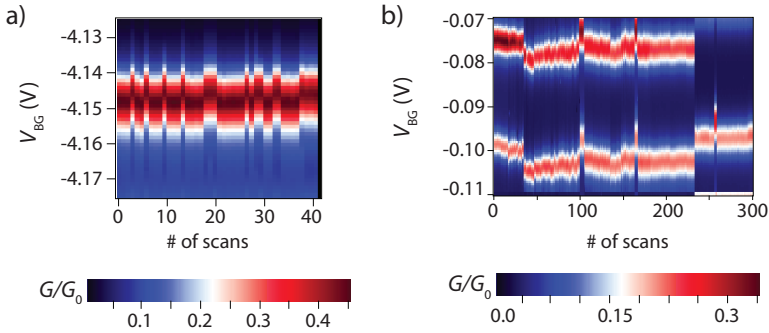 a)
-4.13
-4.14
-4.15
-4.16
-4.17
V_BG (V)
0 10 20 30 40
# of scans
G/G_0
0.1 0.2 0.3 0.4
b)
-0.07
-0.08
-0.09
-0.10
-0.11
V_BG (V)
0 100 200 300
# of scans
G/G_0
0.0 0.15 0.3